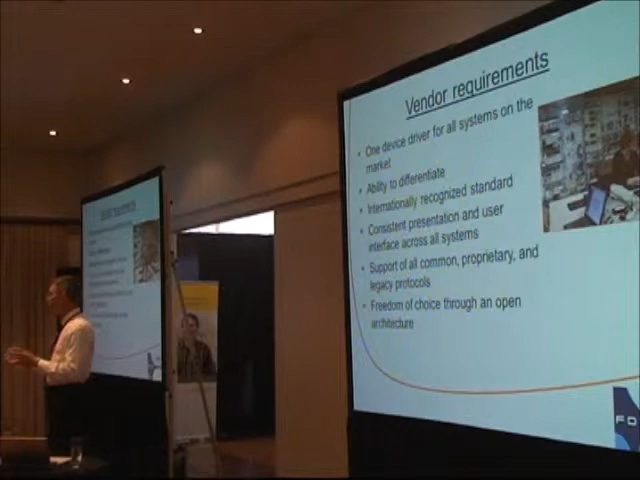 Vendor requirements
• One device driver for all systems on the
market
• Ability to differentiate
• Internationally recognized standard
• Consistent presentation and user
interface across all systems
• Support of all common, proprietary, and
legacy protocols
• Freedom of choice through an open
architecture